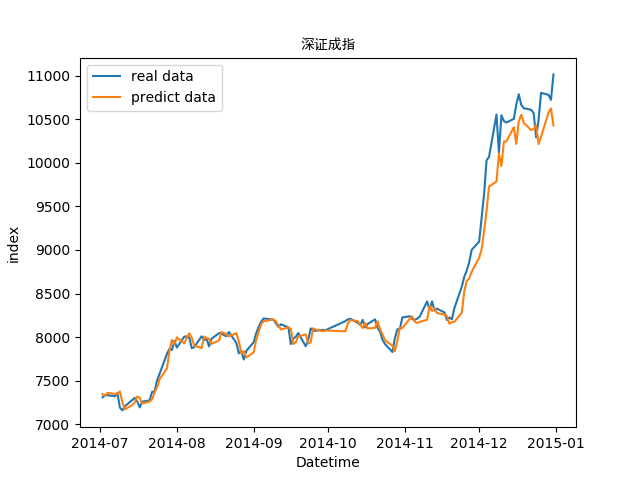 深证成指
real data
predict data
11000
10500
10000
9500
9000
8500
8000
7500
7000
index
2014-07 2014-08 2014-09 2014-10 2014-11 2014-12 2015-01
Datetime